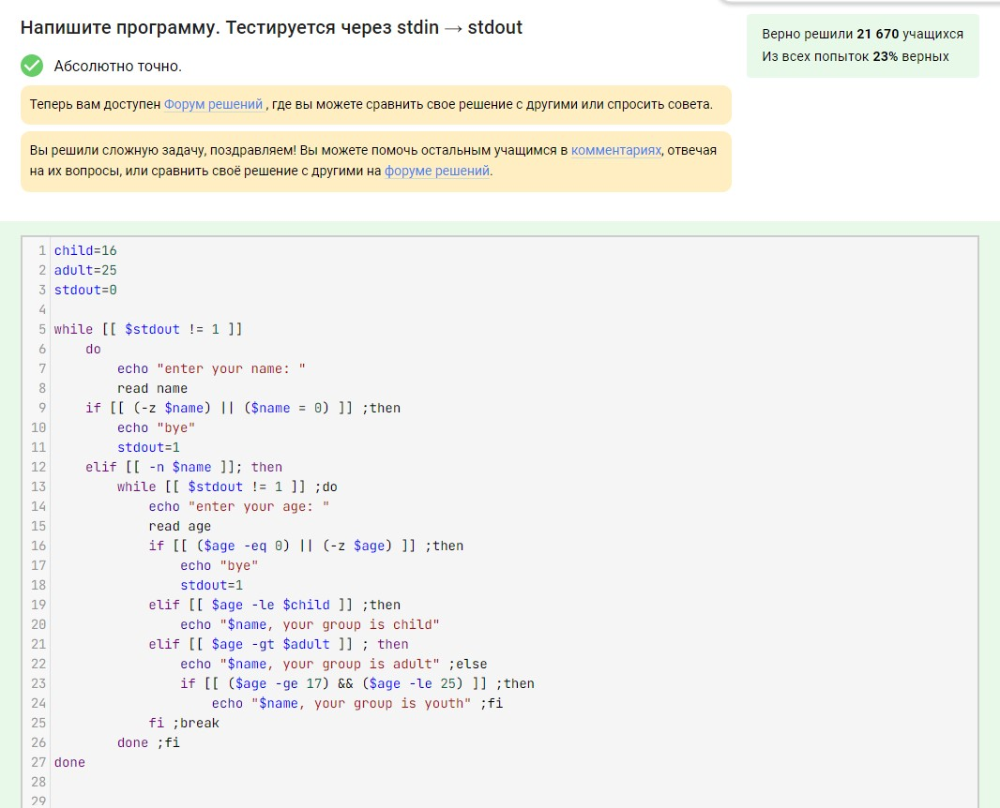 Напишите программу. Тестируется через stdin → stdout
Верно решили 21 670 учащихся
Из всех попыток 23% верных
Абсолютно точно.
Теперь вам доступен Форум решений , где вы можете сравнить свое решение с другими или спросить совета.
Вы решили сложную задачу, поздравляем! Вы можете помочь остальным учащимся в комментариях, отвечая
на их вопросы, или сравнить своё решение с другими на форуме решений.
1 child=16
2 adult=25
3 stdout=0
4
5 while [[ $stdout != 1 ]]
6     do
7         echo "enter your name: "
8         read name
9     if [[ (-z $name) || ($name = 0) ]] ;then
10         echo "bye"
11         stdout=1
12     elif [[ -n $name ]]; then
13         while [[ $stdout != 1 ]] ;do
14             echo "enter your age: "
15             read age
16             if [[ ($age -eq 0) || (-z $age) ]] ;then
17                 echo "bye"
18                 stdout=1
19             elif [[ $age -le $child ]] ;then
20                 echo "$name, your group is child"
21             elif [[ $age -gt $adult ]] ; then
22                 echo "$name, your group is adult" ;else
23                 if [[ ($age -ge 17) && ($age -le 25) ]] ;then
24                     echo "$name, your group is youth" ;fi
25             fi ;break
26         done ;fi
27 done
28
29